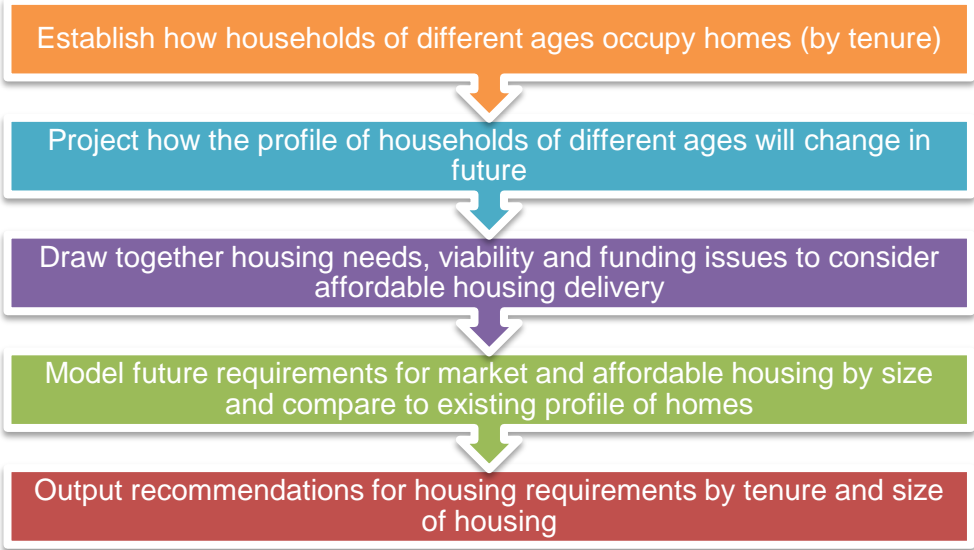 Establish how households of different ages occupy homes (by tenure)
Project how the profile of households of different ages will change in
future
Draw together housing needs, viability and funding issues to consider
affordable housing delivery
Model future requirements for market and affordable housing by size
and compare to existing profile of homes
Output recommendations for housing requirements by tenure and size
of housing